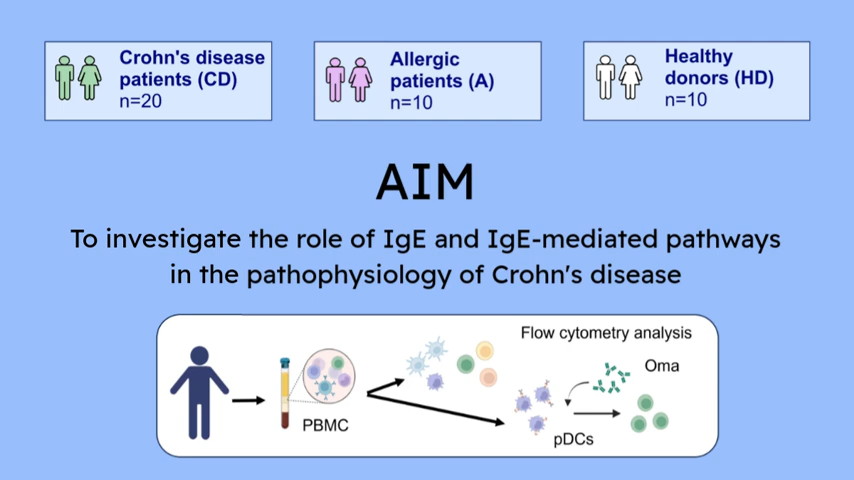 Crohn's disease
patients (CD)
n=20
Allergic
patients (A)
n=10
Healthy
donors (HD)
n=10
AIM
To investigate the role of IgE and IgE-mediated pathways
in the pathophysiology of Crohn's disease
Flow cytometry analysis
Oma
PBMC
pDCs